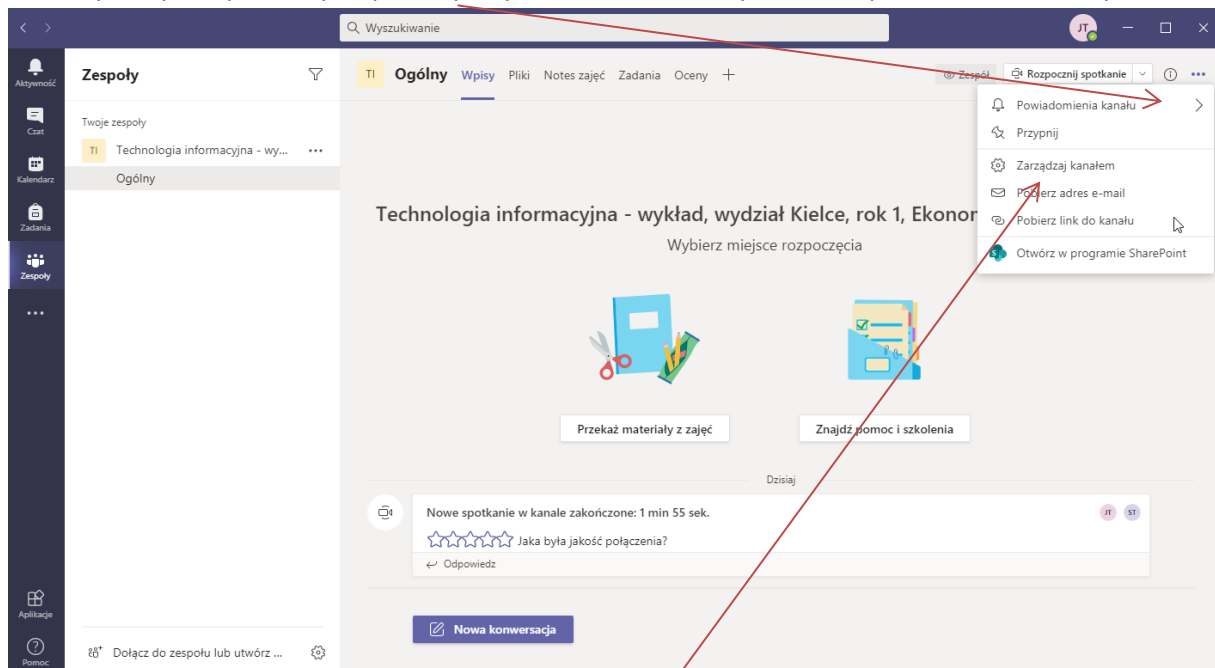 Wyszukiwanie
JT
Aktywność
Czat
Kalendarz
Zadania
Zespoły
Aplikacje
Pomoc
Zespoły
Twoje zespoły
TI Technologia informacyjna - wy... ...
Ogólny
Dołącz do zespołu lub utwórz ...
TI Ogólny Wpisy Pliki Notes zajęć Zadania Oceny +
Zespół Rozpocznij spotkanie
Powiadomienia kanału
Przypnij
Zarządzaj kanałem
Pobierz adres e-mail
Pobierz link do kanału
Otwórz w programie SharePoint
Technologia informacyjna - wykład, wydział Kielce, rok 1, Ekonor
Wybierz miejsce rozpoczęcia
Przekaż materiały z zajęć
Znajdź pomoc i szkolenia
Dzisiaj
Nowe spotkanie w kanale zakończone: 1 min 55 sek.
JT ST
Jaka była jakość połączenia?
Odpowiedz
Nowa konwersacja